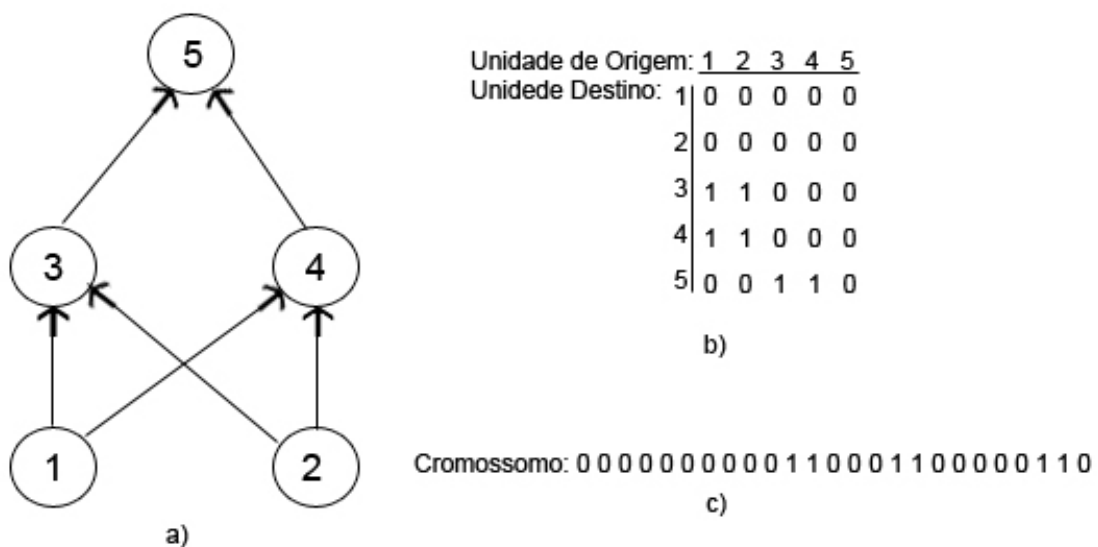 5
3 4
1 2
a)
Unidade de Origem: 1 2 3 4 5
Unidede Destino: 1 0 0 0 0 0
2 0 0 0 0 0
3 1 1 0 0 0
4 1 1 0 0 0
5 0 0 1 1 0
b)
Cromossomo: 0 0 0 0 0 0 0 0 0 0 1 1 0 0 0 1 1 0 0 0 0 0 1 1 0
c)